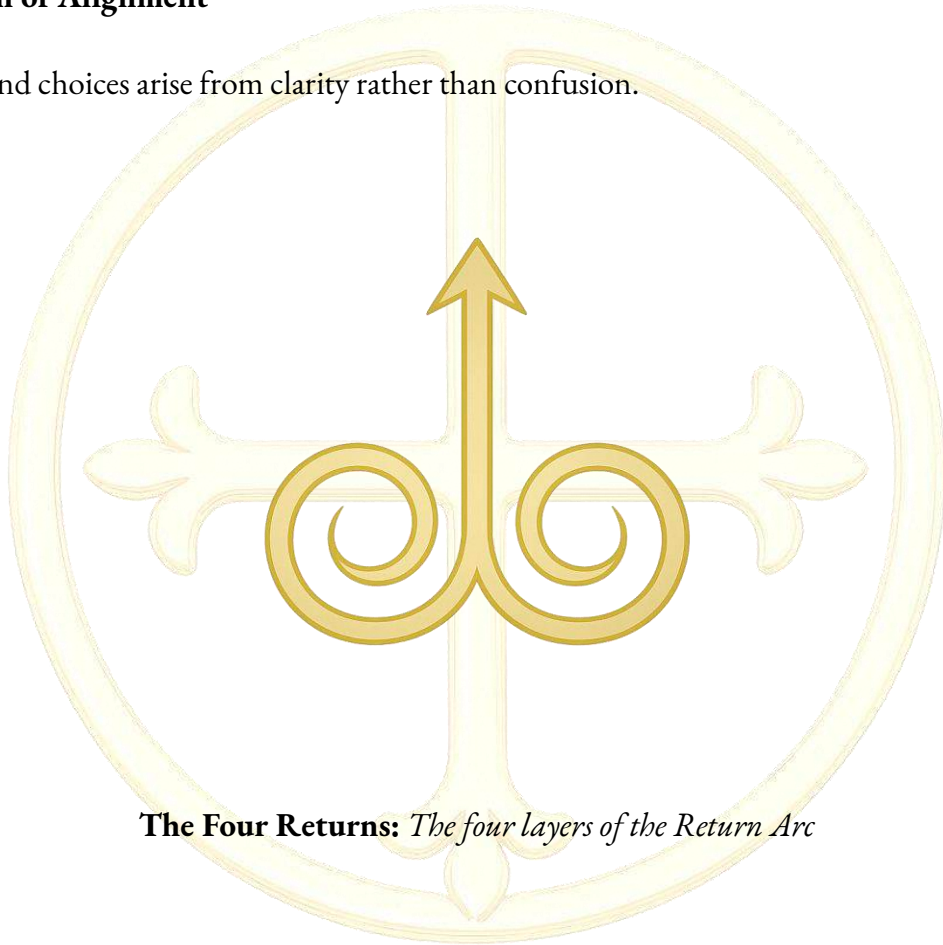 of Alignment
nd choices arise from clarity rather than confusion.
The Four Returns: The four layers of the Return Arc